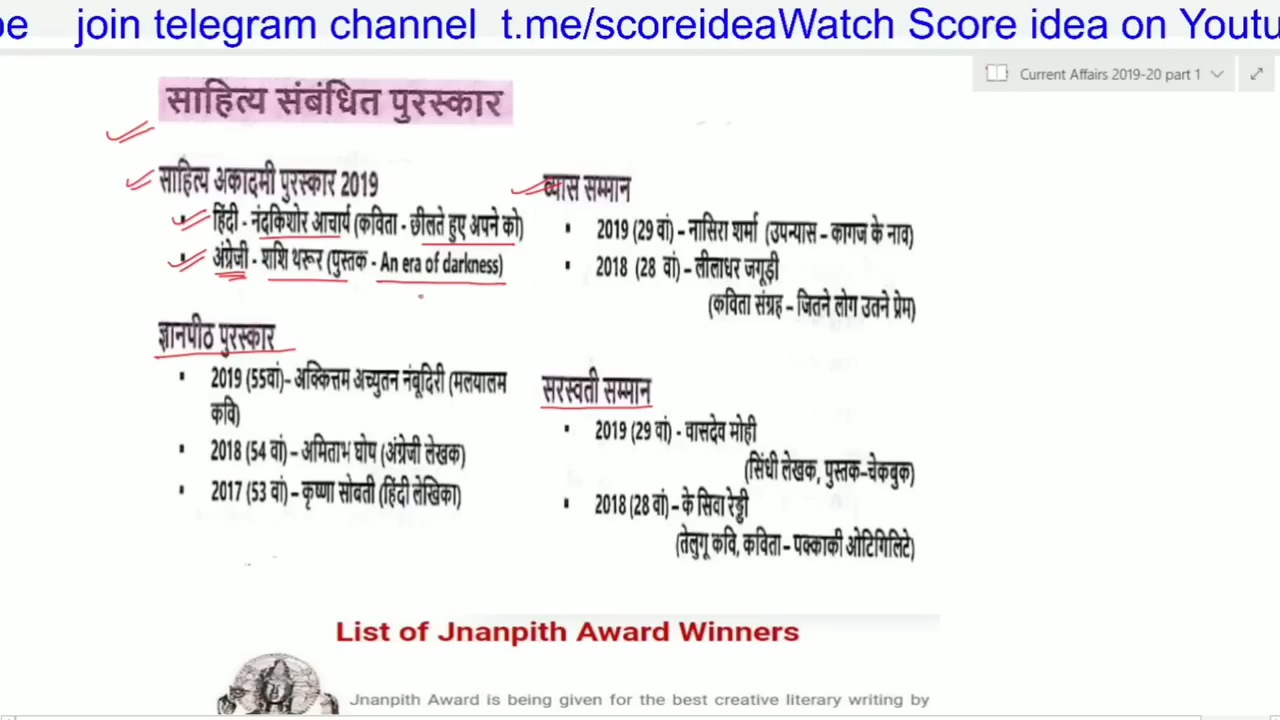 be join telegram channel t.me/scoreideaWatch Score idea on Youtu
Current Affairs 2019-20 part 1
साहित्य संबंधित पुरस्कार
साहित्य अकादमी पुरस्कार 2019
हिंदी - नंदकिशोर आचार्य (कविता - छीलते हुए अपने को)
अंग्रेजी - शशि थरूर (पुस्तक - An era of darkness)
ज्ञानपीठ पुरस्कार
2019 (55वां)– अक्कित्तम अच्युतन नंबूदिरी (मलयालम
कवि)
2018 (54 वां) – अमिताभ घोष (अंग्रेजी लेखक)
2017 (53 वां) – कृष्णा सोबती (हिंदी लेखिका)
व्यास सम्मान
2019 (29 वां) – नासिरा शर्मा (उपन्यास – कागज के नाव)
2018 (28 वां) – लीलाधर जगूड़ी
(कविता संग्रह – जितने लोग उतने प्रेम)
सरस्वती सम्मान
2019 (29 वां) - वासदेव मोही
(सिंधी लेखक, पुस्तक–चेकबुक)
2018 (28 वां) – के सिवा रेड्डी
(तेलुगू कवि, कविता – पक्काकी ओटिगिलिटे)
List of Jnanpith Award Winners
Jnanpith Award is being given for the best creative literary writing by